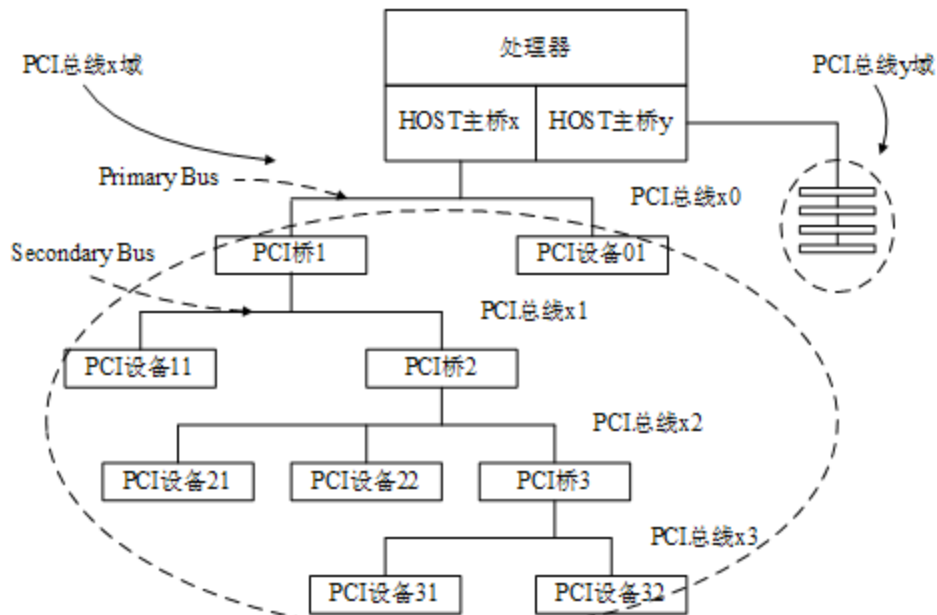 处理器
PCI总线x域
PCI总线y域
HOST主桥x
HOST主桥y
Primary Bus
PCI总线x0
Secondary Bus
PCI桥1
PCI设备01
PCI总线x1
PCI设备11
PCI桥2
PCI总线x2
PCI设备21
PCI设备22
PCI桥3
PCI总线x3
PCI设备31
PCI设备32